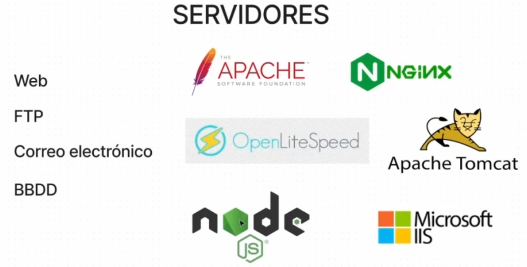 SERVIDORES
Web
FTP
Correo electrónico
BBDD
THE
APACHE
SOFTWARE FOUNDATION
N NGINX
OpenLiteSpeed
Apache Tomcat
node
JS
Microsoft
IIS